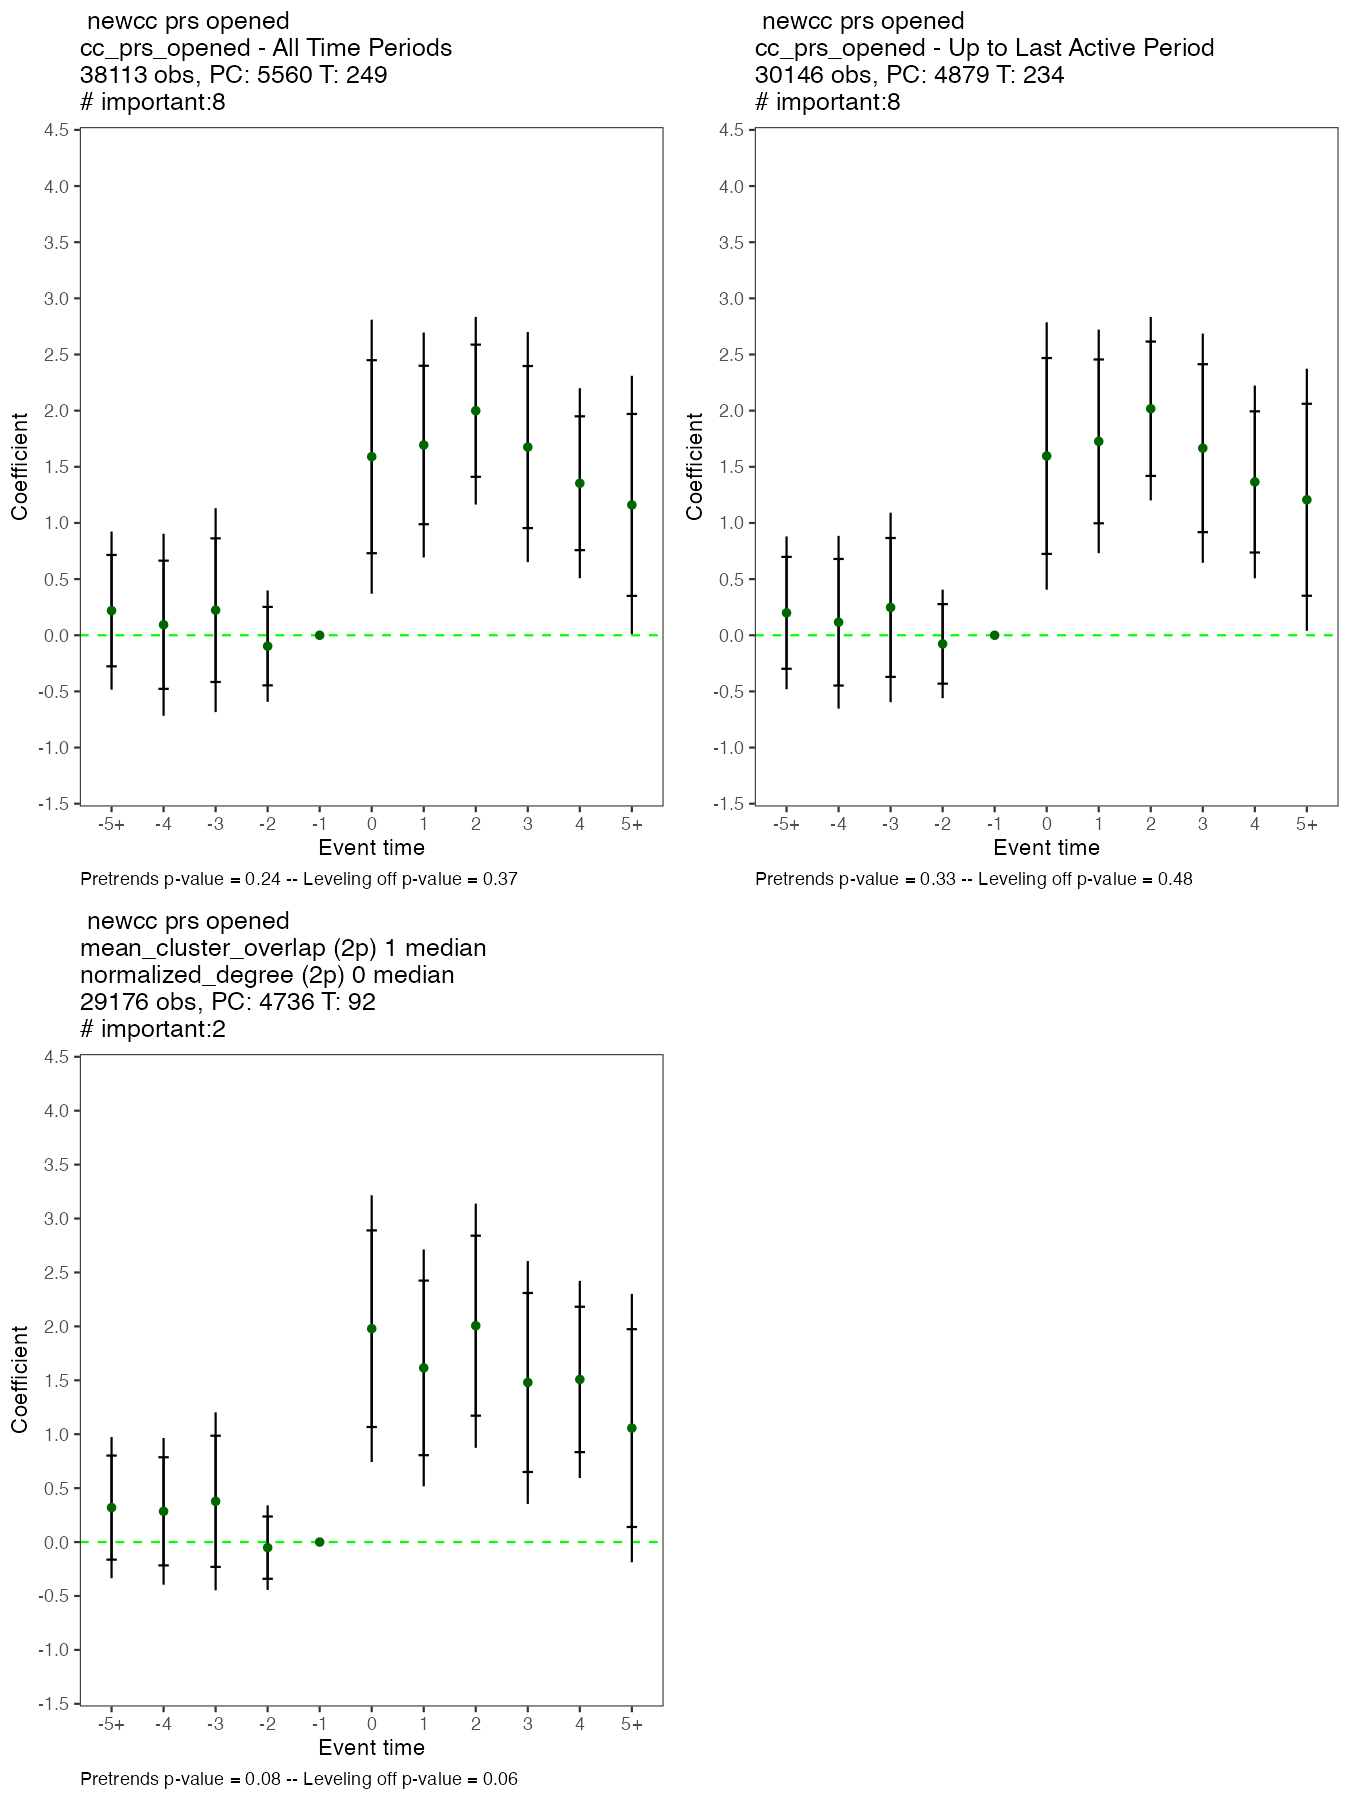 newcc prs opened
cc_prs_opened - All Time Periods
38113 obs, PC: 5560 T: 249
# important:8
4.5
4.0
3.5
3.0
2.5
2.0
1.5
1.0
0.5
0.0
-0.5
-1.0
-1.5
Coefficient
-5+ -4 -3 -2 -1 0 1 2 3 4 5+
Event time
Pretrends p-value = 0.24 -- Leveling off p-value = 0.37
newcc prs opened
cc_prs_opened - Up to Last Active Period
30146 obs, PC: 4879 T: 234
# important:8
4.5
4.0
3.5
3.0
2.5
2.0
1.5
1.0
0.5
0.0
-0.5
-1.0
-1.5
Coefficient
-5+ -4 -3 -2 -1 0 1 2 3 4 5+
Event time
Pretrends p-value = 0.33 -- Leveling off p-value = 0.48
newcc prs opened
mean_cluster_overlap (2p) 1 median
normalized_degree (2p) 0 median
29176 obs, PC: 4736 T: 92
# important:2
4.5
4.0
3.5
3.0
2.5
2.0
1.5
1.0
0.5
0.0
-0.5
-1.0
-1.5
Coefficient
-5+ -4 -3 -2 -1 0 1 2 3 4 5+
Event time
Pretrends p-value = 0.08 -- Leveling off p-value = 0.06